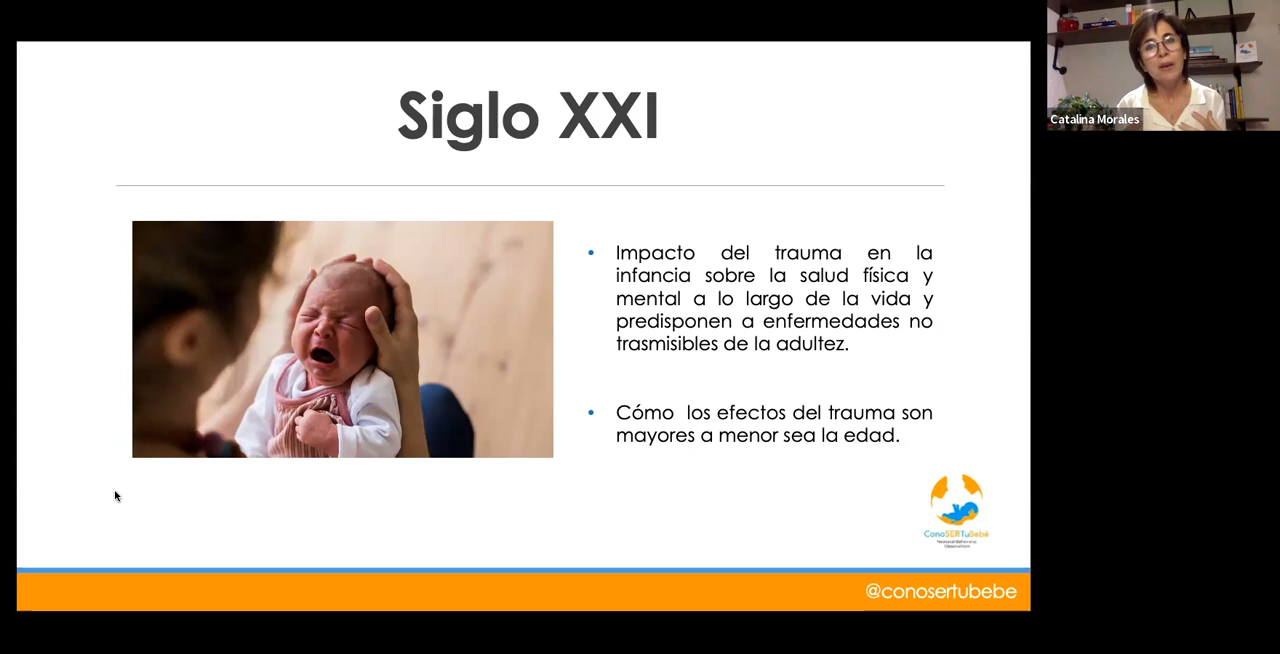 Siglo XXI
Impacto del trauma en la
infancia sobre la salud física y
mental a lo largo de la vida y
predisponen a enfermedades no
trasmisibles de la adultez.
Cómo los efectos del trauma son
mayores a menor sea la edad.
ConoSERTuBebé
@conosertubebe
Catalina Morales